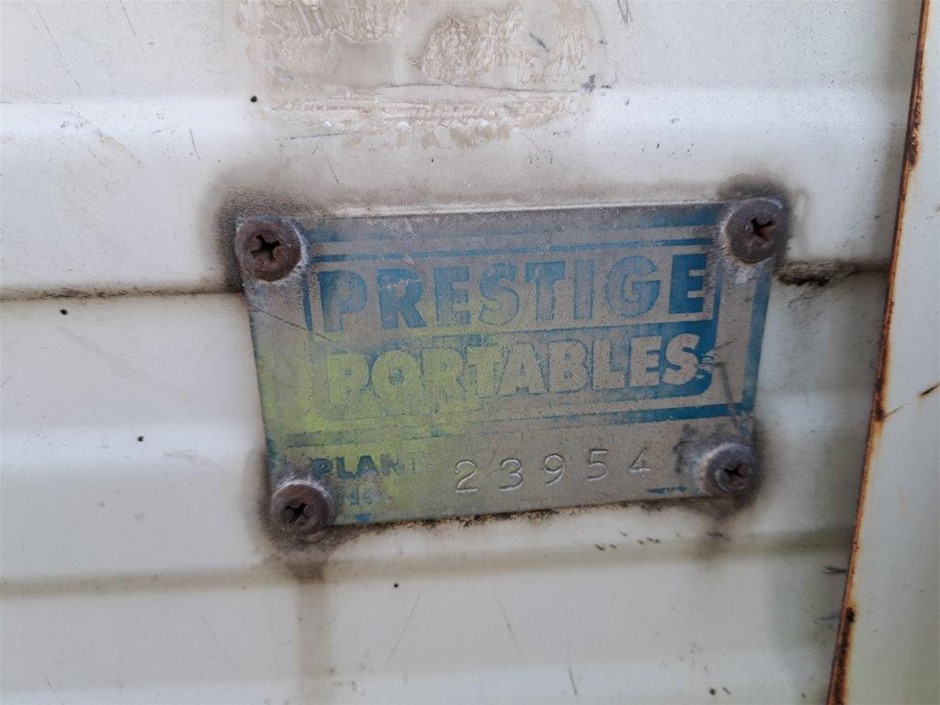 PRESTIGE
PORTABLES
PLANT 23954